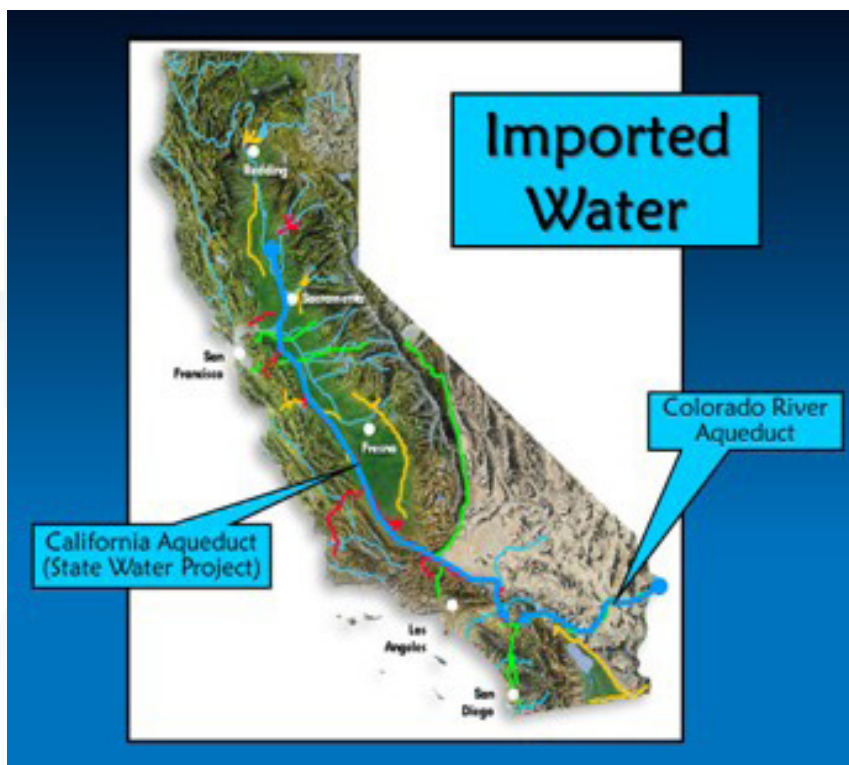 Imported
Water
Redding
Sacramento
San
Francisco
Fresno
Colorado River
Aqueduct
California Aqueduct
(State Water Project)
Los
Angeles
San
Diego